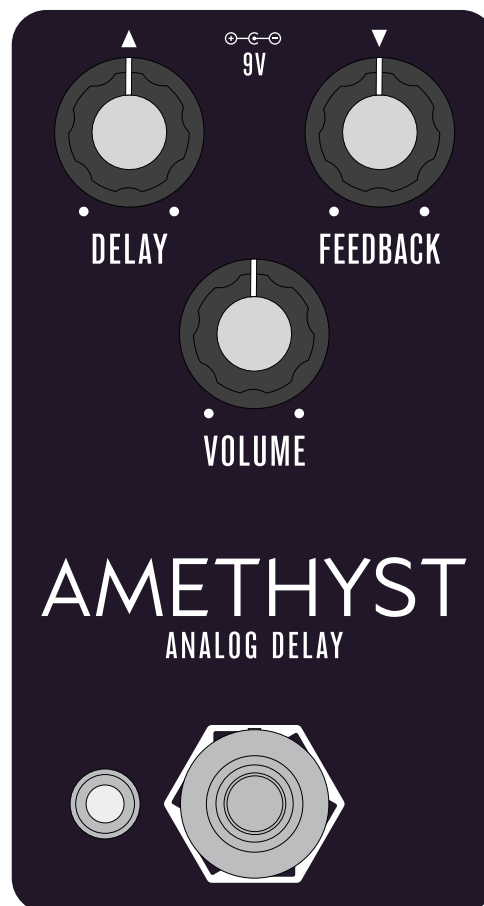 9V
DELAY
FEEDBACK
VOLUME
AMETHYST
ANALOG DELAY